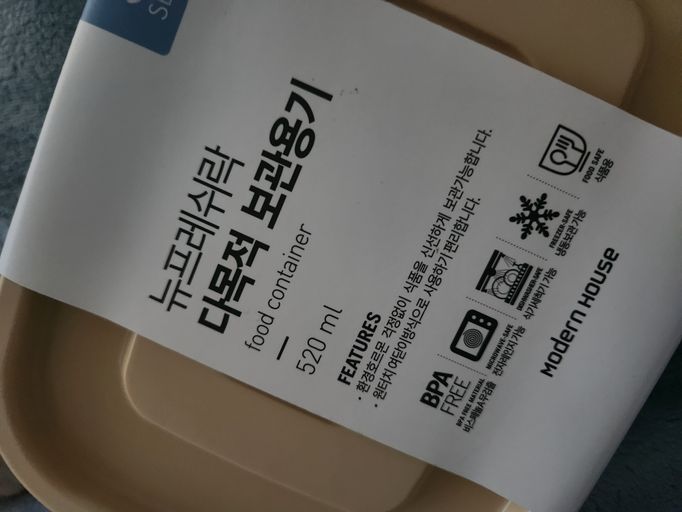 뉴프레쉬락
다목적 보관용기
food container
520 ml
FEATURES
· 환경호르몬 걱정없이 식품을 신선하게 보관가능합니다.
· 원터치 여닫이방식으로 사용하기 편리합니다.
BPA
FREE
BPA FREE MATERIAL
비스페놀A무검출
MICROWAVE-SAFE
전자레인지 가능
DISHWASHER-SAFE
식기세척기 가능
FREEZER-SAFE
냉동보관 가능
FOOD SAFE
식품용
MODERN HOUSE